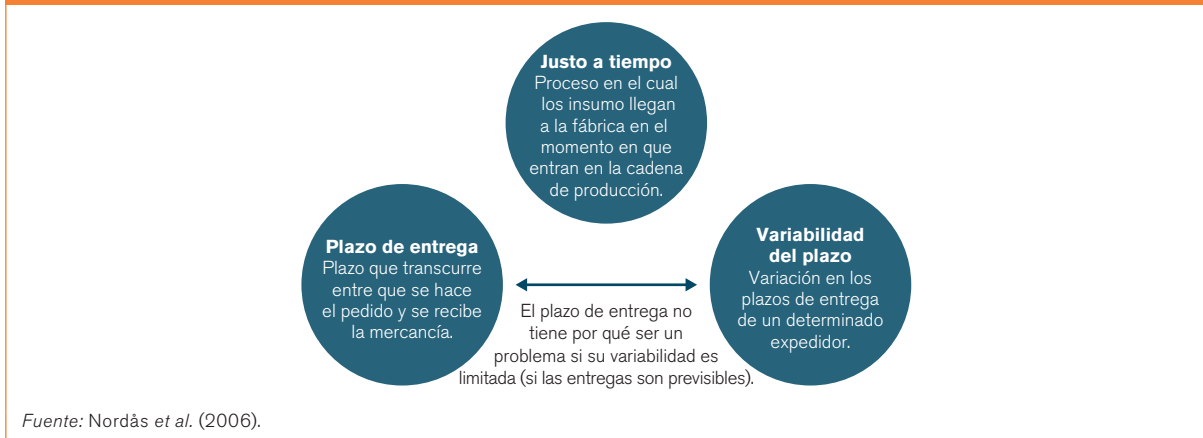 Justo a tiempo
Proceso en el cual
los insumo llegan
a la fábrica en el
momento en que
entran en la cadena
de producción.
Plazo de entrega
Plazo que transcurre
entre que se hace
el pedido y se recibe
la mercancía.
El plazo de entrega no
tiene por qué ser un
problema si su variabilidad es
limitada (si las entregas son previsibles).
Variabilidad
del plazo
Variación en los
plazos de entrega
de un determinado
expedidor.
Fuente: Nordås et al. (2006).